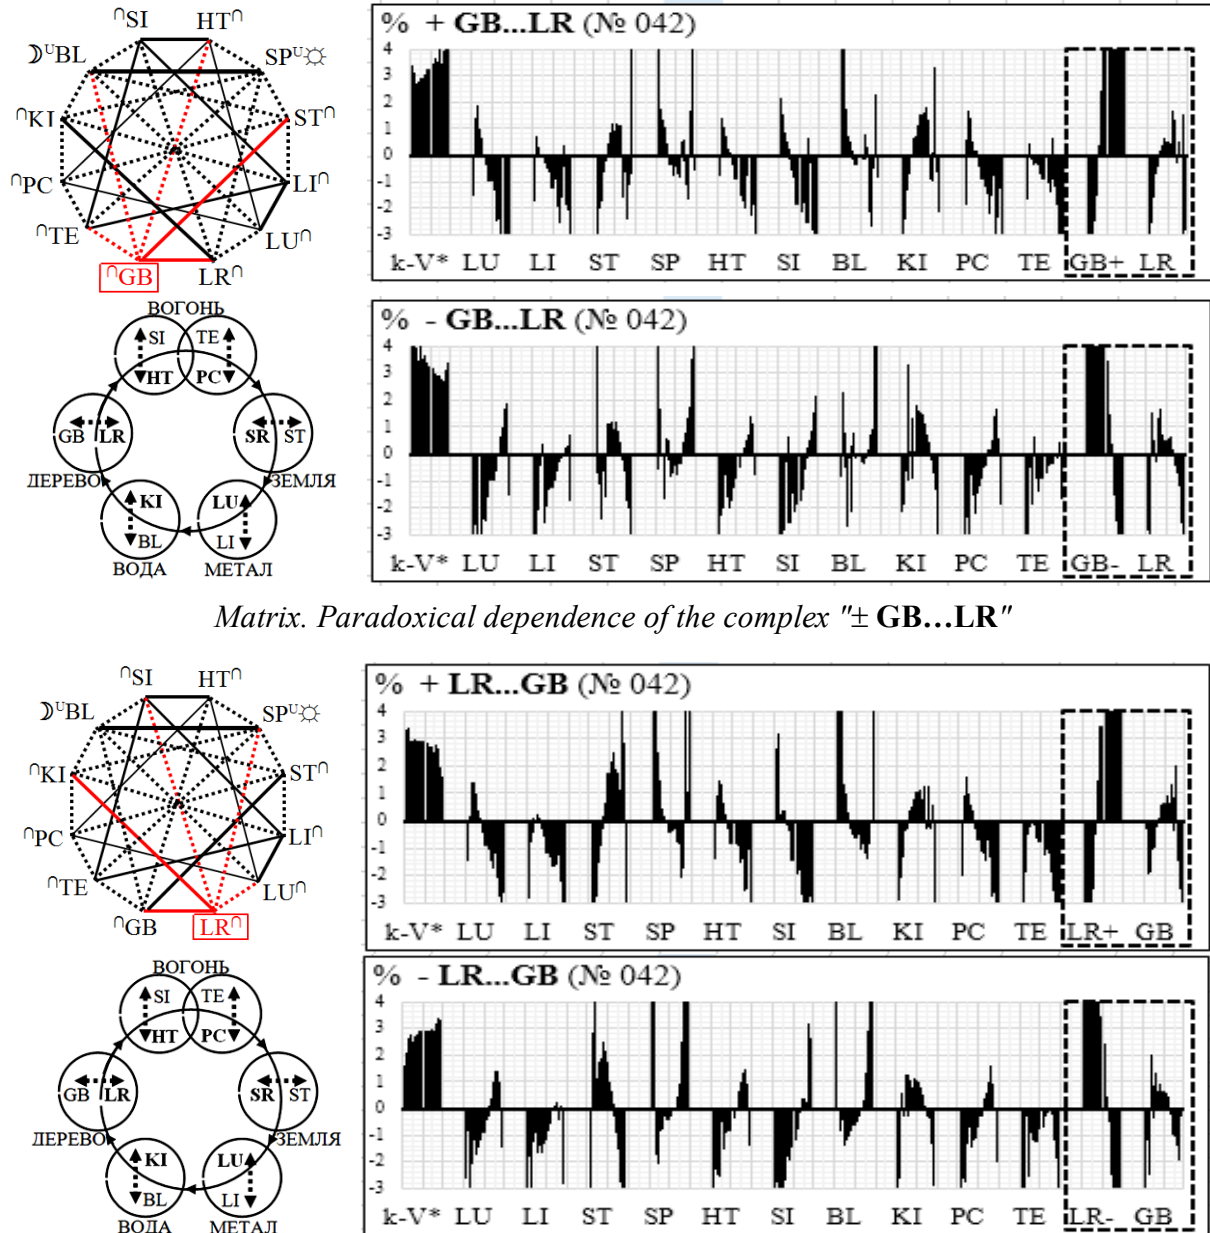 ∩SI HT∩
☽ᵁBL SPᵁ☼
∩KI ST∩
∩PC LI∩
∩TE LU∩
∩GB LR∩
ВОГОНЬ
SI TE
HT PC
GB LR SR ST
ДЕРЕВО ЗЕМЛЯ
KI LU
BL LI
ВОДА МЕТАЛ
% + GB...LR (№ 042)
4
3
2
1
0
-1
-2
-3
k-V* LU LI ST SP HT SI BL KI PC TE GB+ LR
% - GB...LR (№ 042)
4
3
2
1
0
-1
-2
-3
k-V* LU LI ST SP HT SI BL KI PC TE GB- LR
Matrix. Paradoxical dependence of the complex "± GB…LR"
∩SI HT∩
☽ᵁBL SPᵁ☼
∩KI ST∩
∩PC LI∩
∩TE LU∩
∩GB LR∩
ВОГОНЬ
SI TE
HT PC
GB LR SR ST
ДЕРЕВО ЗЕМЛЯ
KI LU
BL LI
ВОДА МЕТАЛ
% + LR...GB (№ 042)
4
3
2
1
0
-1
-2
-3
k-V* LU LI ST SP HT SI BL KI PC TE LR+ GB
% - LR...GB (№ 042)
4
3
2
1
0
-1
-2
-3
k-V* LU LI ST SP HT SI BL KI PC TE LR- GB